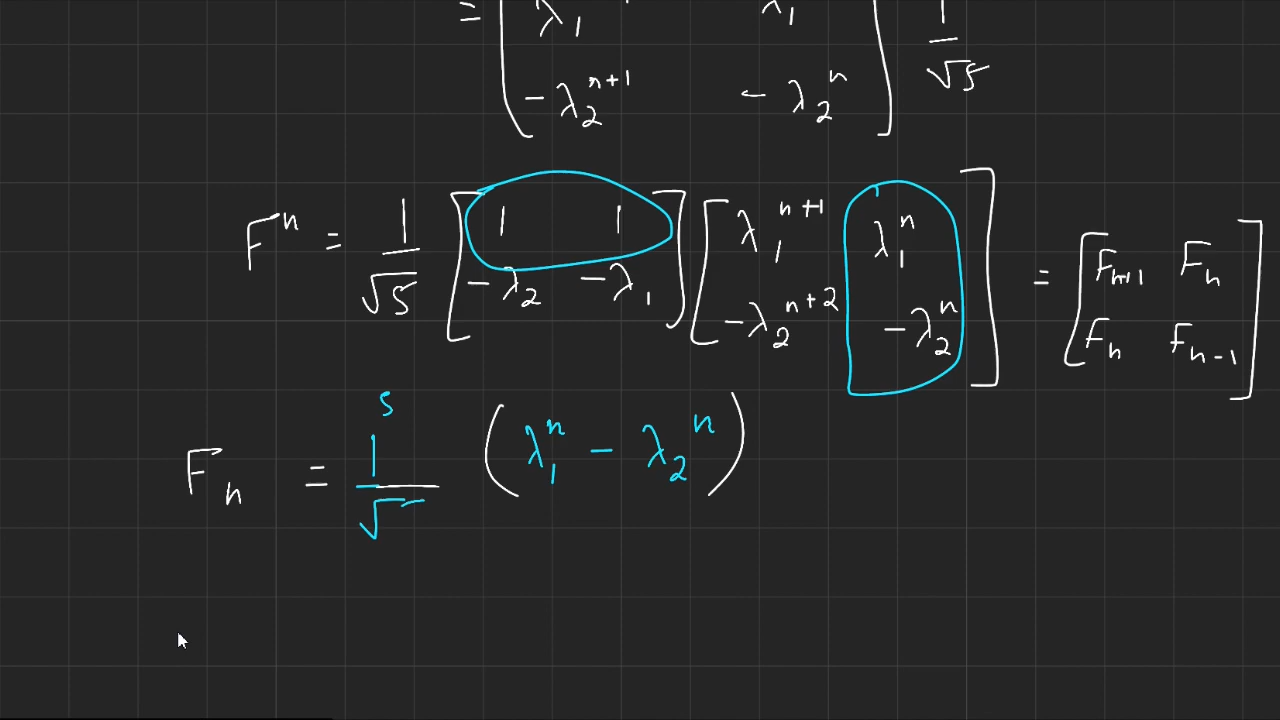 = [ λ₁ λ₁ ] 1/√5
-λ₂ⁿ⁺¹ -λ₂ⁿ
Fⁿ = 1/√5 [ 1 1 ] [ λ₁ⁿ⁺¹ λ₁ⁿ ] = [ Fₙ₊₁ Fₙ ]
-λ₂ -λ₁ -λ₂ⁿ⁺² -λ₂ⁿ Fₙ Fₙ₋₁
5
Fₙ = 1/√ ( λ₁ⁿ - λ₂ⁿ )